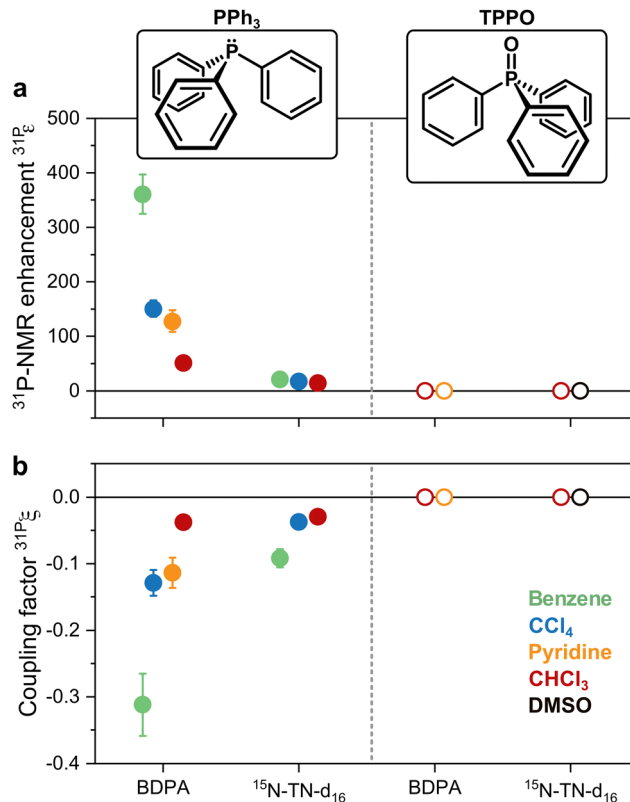 PPh₃
TPPO
P
O
P
a
³¹P-NMR enhancement ³¹ᴾε
500
400
300
200
100
0
b
Coupling factor ³¹ᴾξ
0.0
-0.1
-0.2
-0.3
-0.4
Benzene
CCl₄
Pyridine
CHCl₃
DMSO
BDPA
¹⁵N-TN-d₁₆
BDPA
¹⁵N-TN-d₁₆